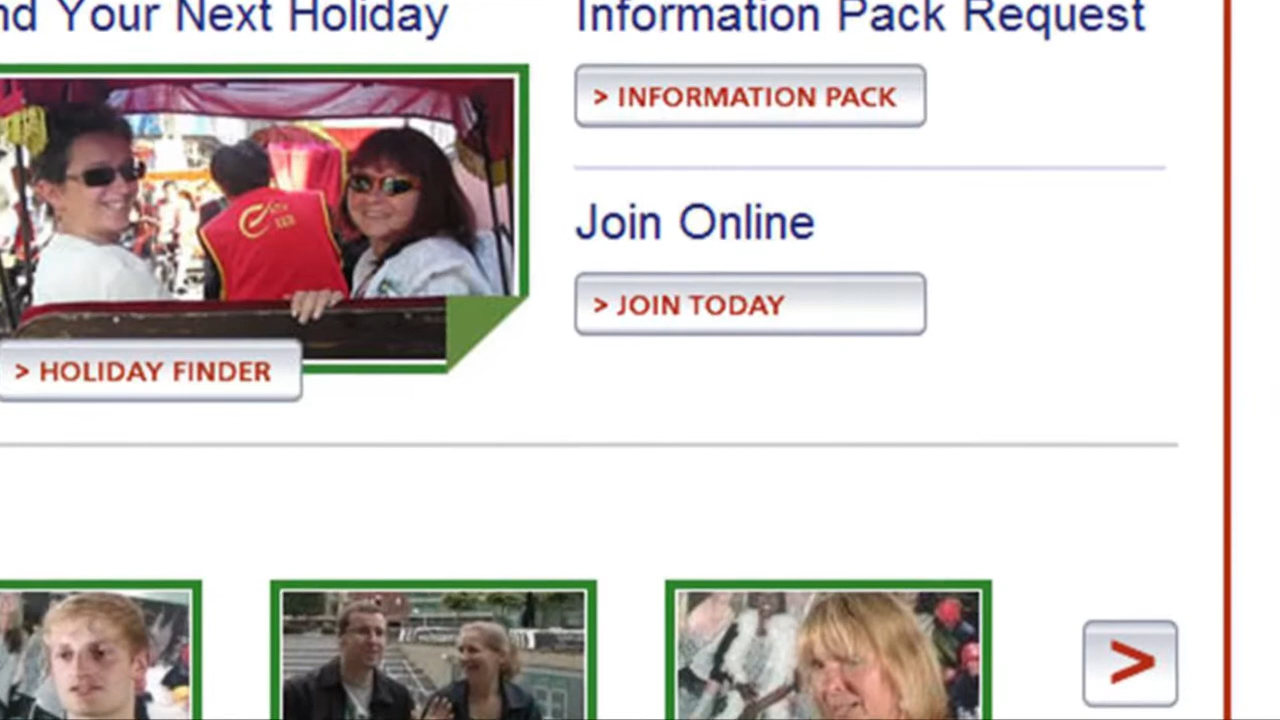 nd Your Next Holiday
Information Pack Request
> INFORMATION PACK
Join Online
> JOIN TODAY
> HOLIDAY FINDER
>